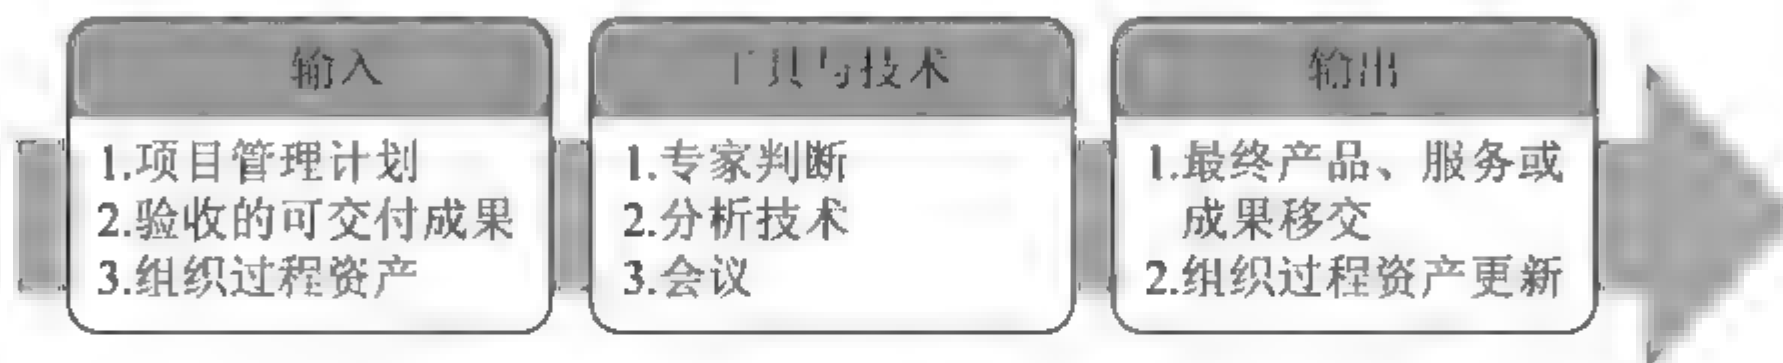 输入
1.项目管理计划
2.验收的可交付成果
3.组织过程资产
工具与技术
1.专家判断
2.分析技术
3.会议
输出
1.最终产品、服务或
成果移交
2.组织过程资产更新